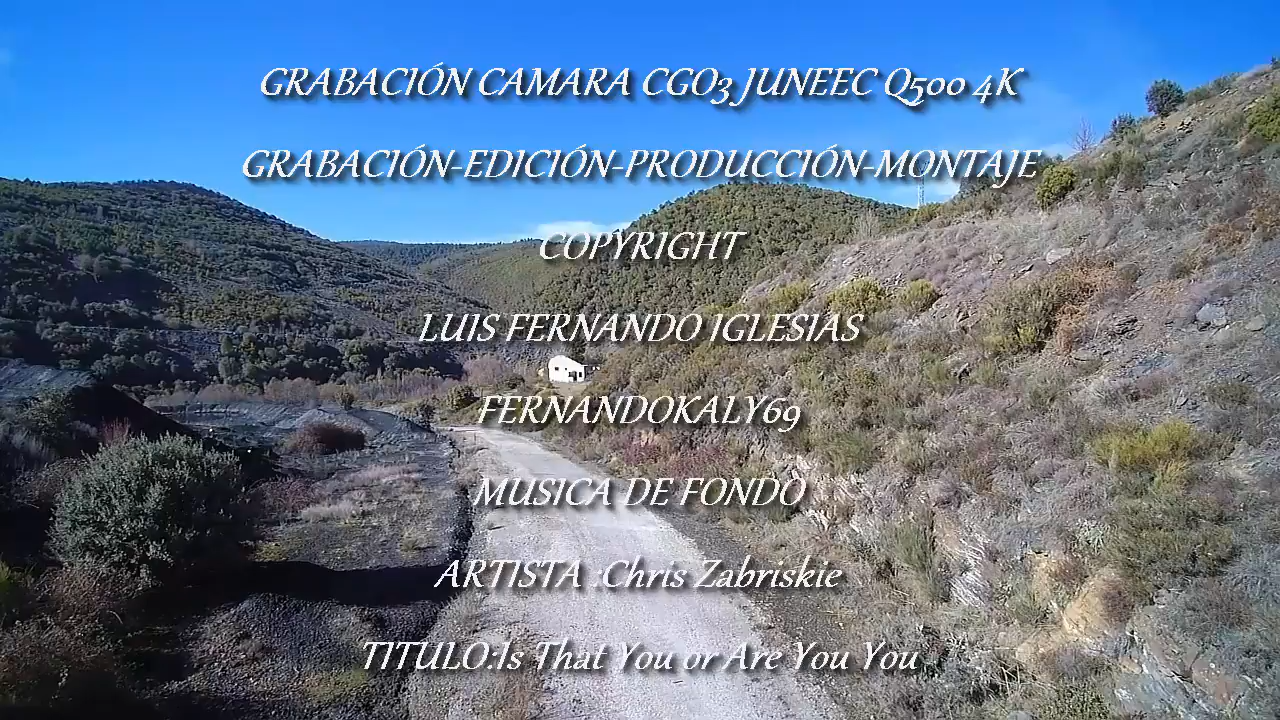 GRABACIÓN CAMARA CGO3 JUNEEC Q500 4K
GRABACIÓN-EDICIÓN-PRODUCCIÓN-MONTAJE
COPYRIGHT
LUIS FERNANDO IGLESIAS
FERNANDOKALY69
MUSICA DE FONDO
ARTISTA :Chris Zabriskie
TITULO:Is That You or Are You You